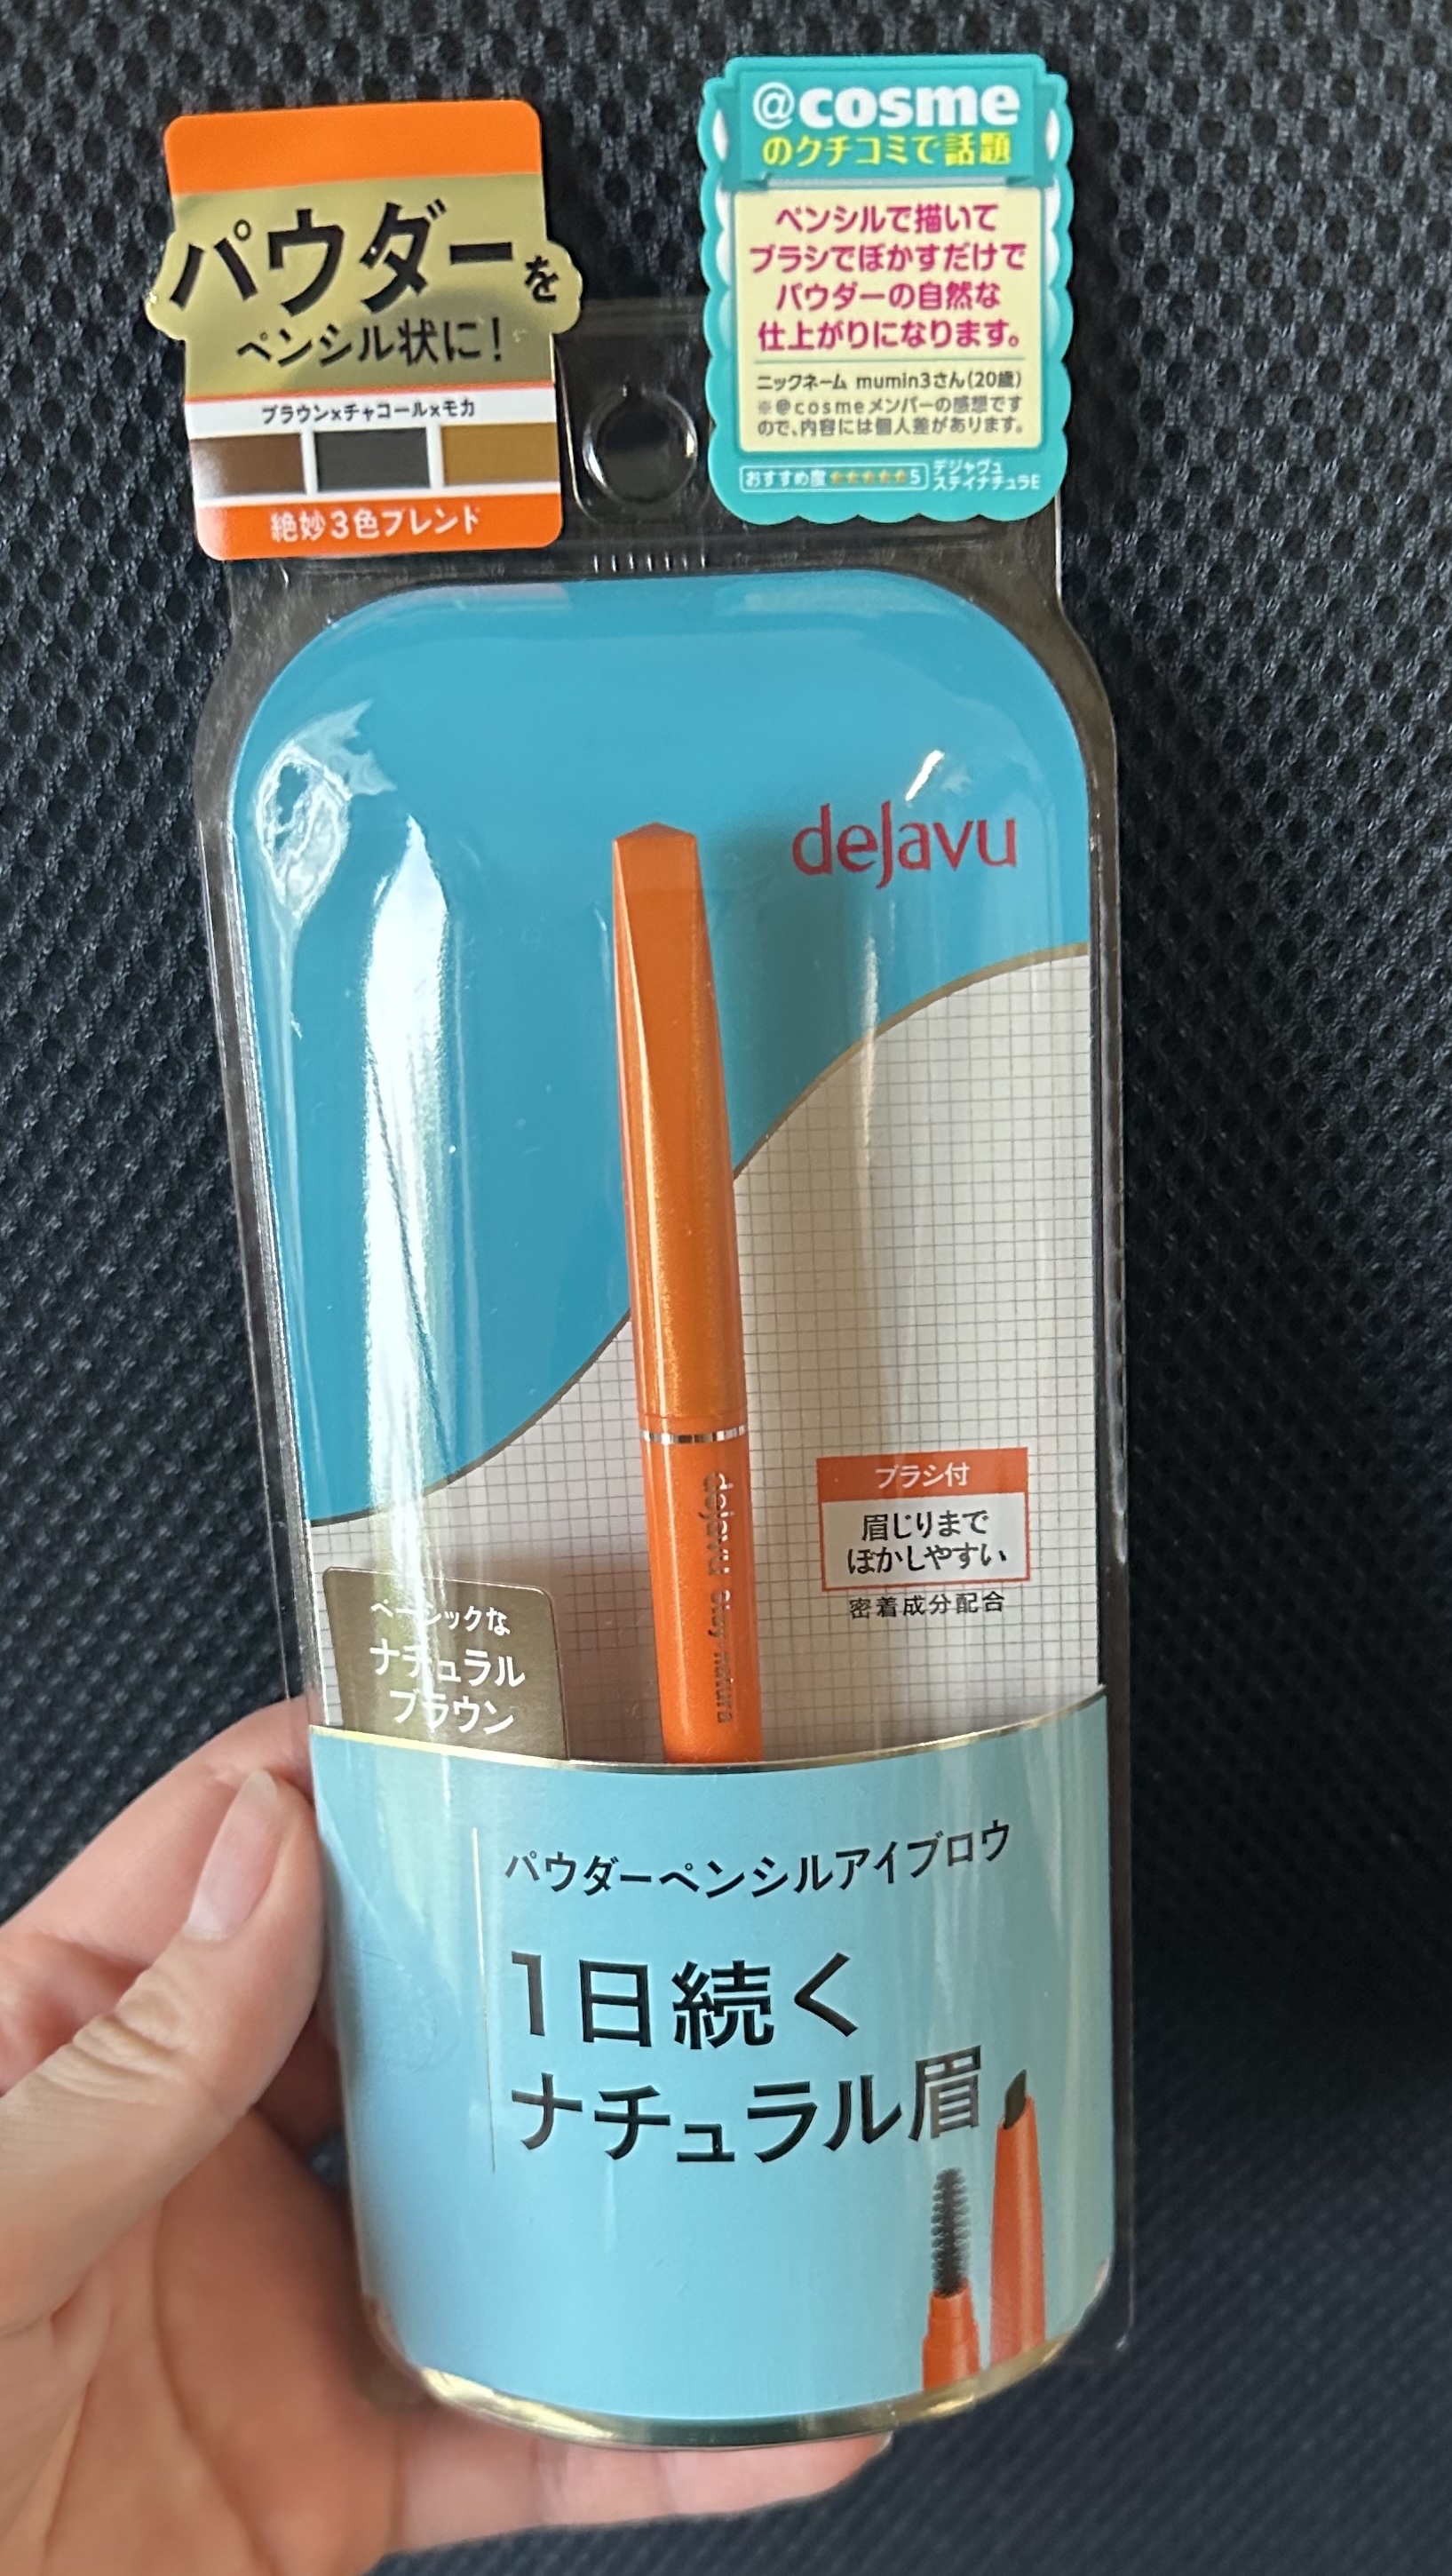 パウダーを
ペンシル状に！
ブラウン×チャコール×モカ
絶妙3色ブレンド
@cosme
のクチコミで話題
ペンシルで描いて
ブラシでぼかすだけで
パウダーの自然な
仕上がりになります。
ニックネーム mumin3さん(20歳)
※@cosmeメンバーの感想です
ので、内容には個人差があります。
おすすめ度★★★★★5
デジャヴュ
ステイナチュラE
deJavu
dejavu stay-natura
ブラシ付
眉じりまで
ぼかしやすい
密着成分配合
ベーシックな
ナチュラル
ブラウン
パウダーペンシルアイブロウ
1日続く
ナチュラル眉